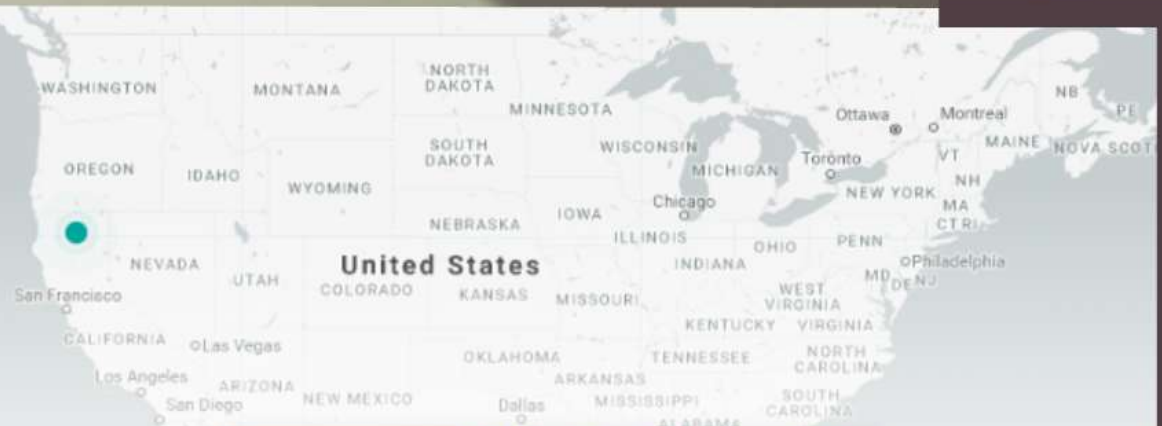 WASHINGTON
MONTANA
NORTH
DAKOTA
MINNESOTA
Ottawa
Montreal
NB
PE
OREGON
IDAHO
WYOMING
SOUTH
DAKOTA
WISCONSIN
MICHIGAN
Toronto
VT
MAINE
NOVA SCOT
NEBRASKA
IOWA
Chicago
NEW YORK
NH
MA
CT RI
NEVADA
UTAH
United States
COLORADO
KANSAS
MISSOURI
ILLINOIS
INDIANA
OHIO
PENN
Philadelphia
MD
DE
NJ
San Francisco
WEST
VIRGINIA
KENTUCKY
VIRGINIA
CALIFORNIA
Las Vegas
OKLAHOMA
TENNESSEE
NORTH
CAROLINA
Los Angeles
ARIZONA
NEW MEXICO
ARKANSAS
San Diego
Dallas
MISSISSIPPI
SOUTH
CAROLINA
ALABAMA